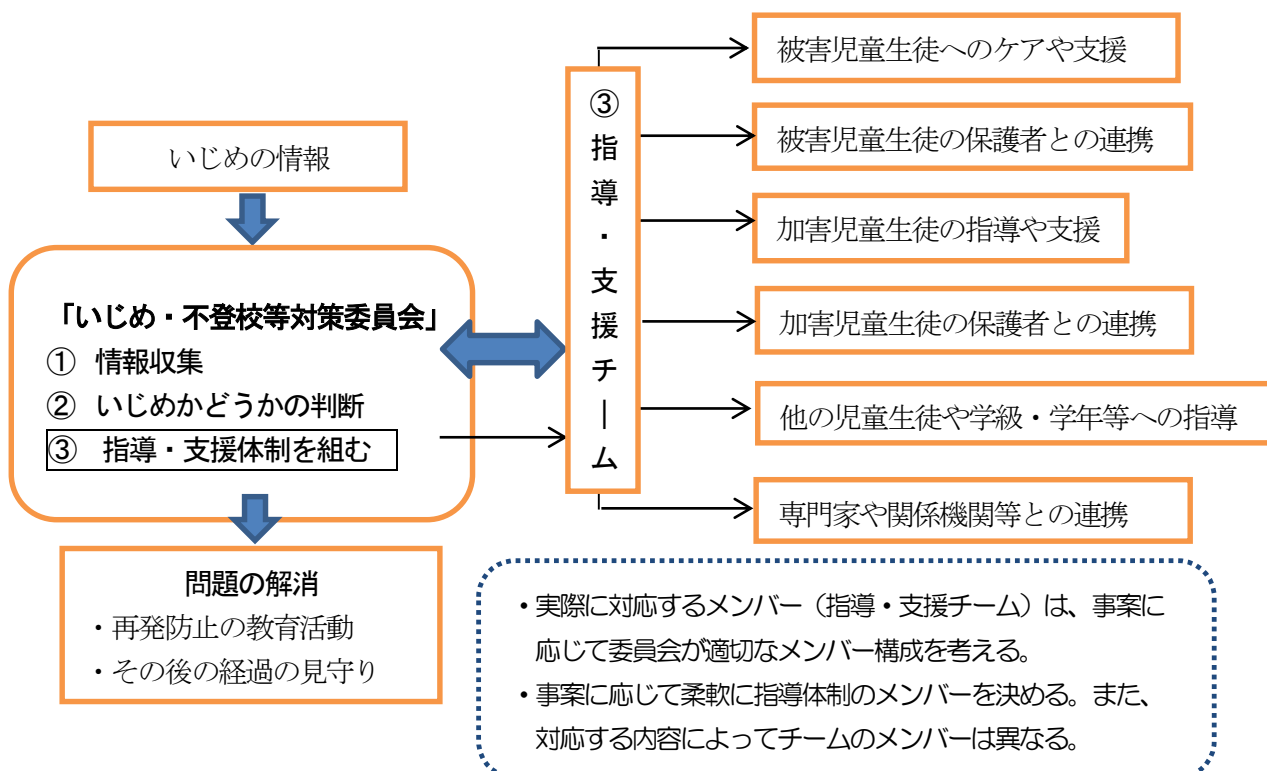 いじめの情報
「いじめ・不登校等対策委員会」
① 情報収集
② いじめかどうかの判断
③ 指導・支援体制を組む
問題の解消
・再発防止の教育活動
・その後の経過の見守り
③指導・支援チーム
被害児童生徒へのケアや支援
被害児童生徒の保護者との連携
加害児童生徒の指導や支援
加害児童生徒の保護者との連携
他の児童生徒や学級・学年等への指導
専門家や関係機関等との連携
・実際に対応するメンバー（指導・支援チーム）は、事案に
応じて委員会が適切なメンバー構成を考える。
・事案に応じて柔軟に指導体制のメンバーを決める。また、
対応する内容によってチームのメンバーは異なる。